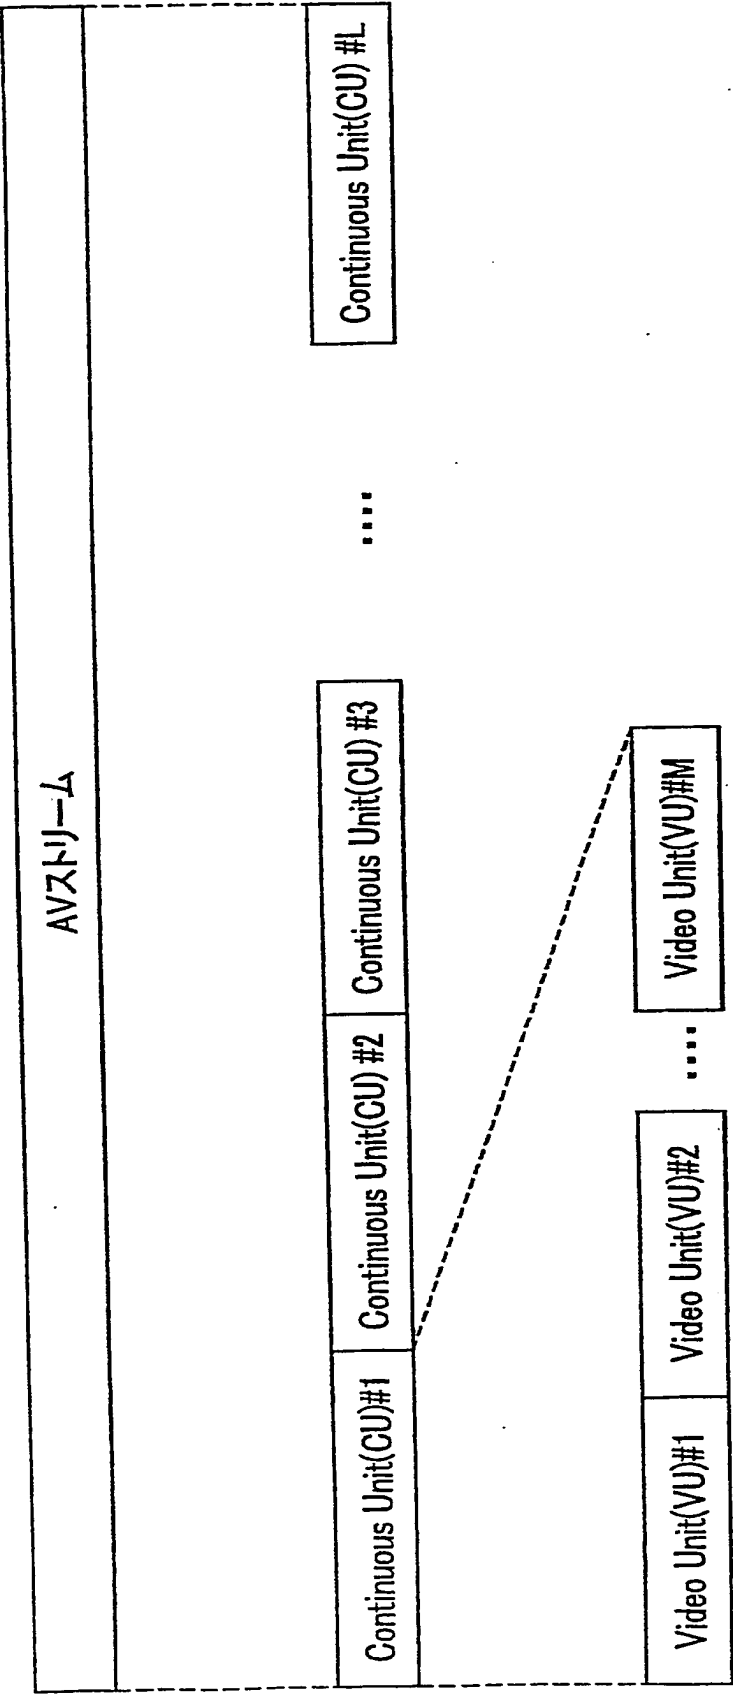 AVストリーム
Continuous Unit(CU)#1
Continuous Unit(CU) #2
Continuous Unit(CU) #3
....
Continuous Unit(CU) #L
Video Unit(VU)#1
Video Unit(VU)#2
....
Video Unit(VU)#M